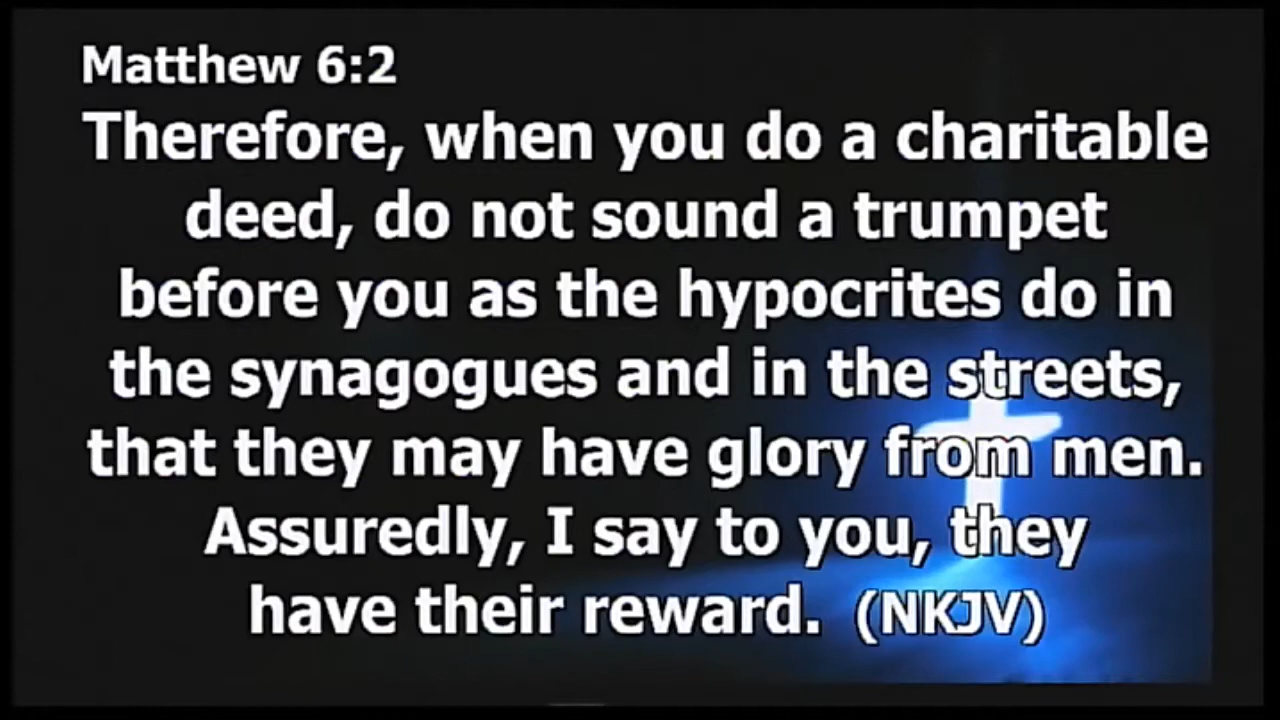 Matthew 6:2
Therefore, when you do a charitable
deed, do not sound a trumpet
before you as the hypocrites do in
the synagogues and in the streets,
that they may have glory from men.
Assuredly, I say to you, they
have their reward. (NKJV)